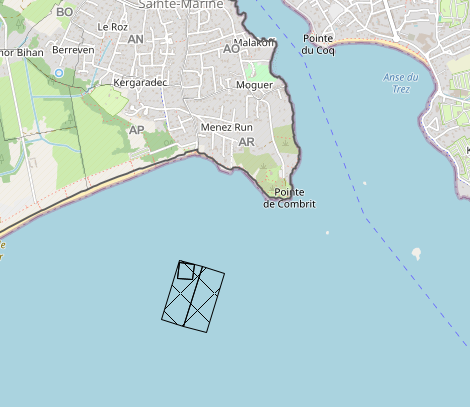 Sainte-Marine
BO
Le Roz
AN
Malakoff
AO
Pointe
du Coq
Berreven
Kergaradec
Moguer
Anse du
Trez
AP
Menez Run
AR
Pointe
de Combrit